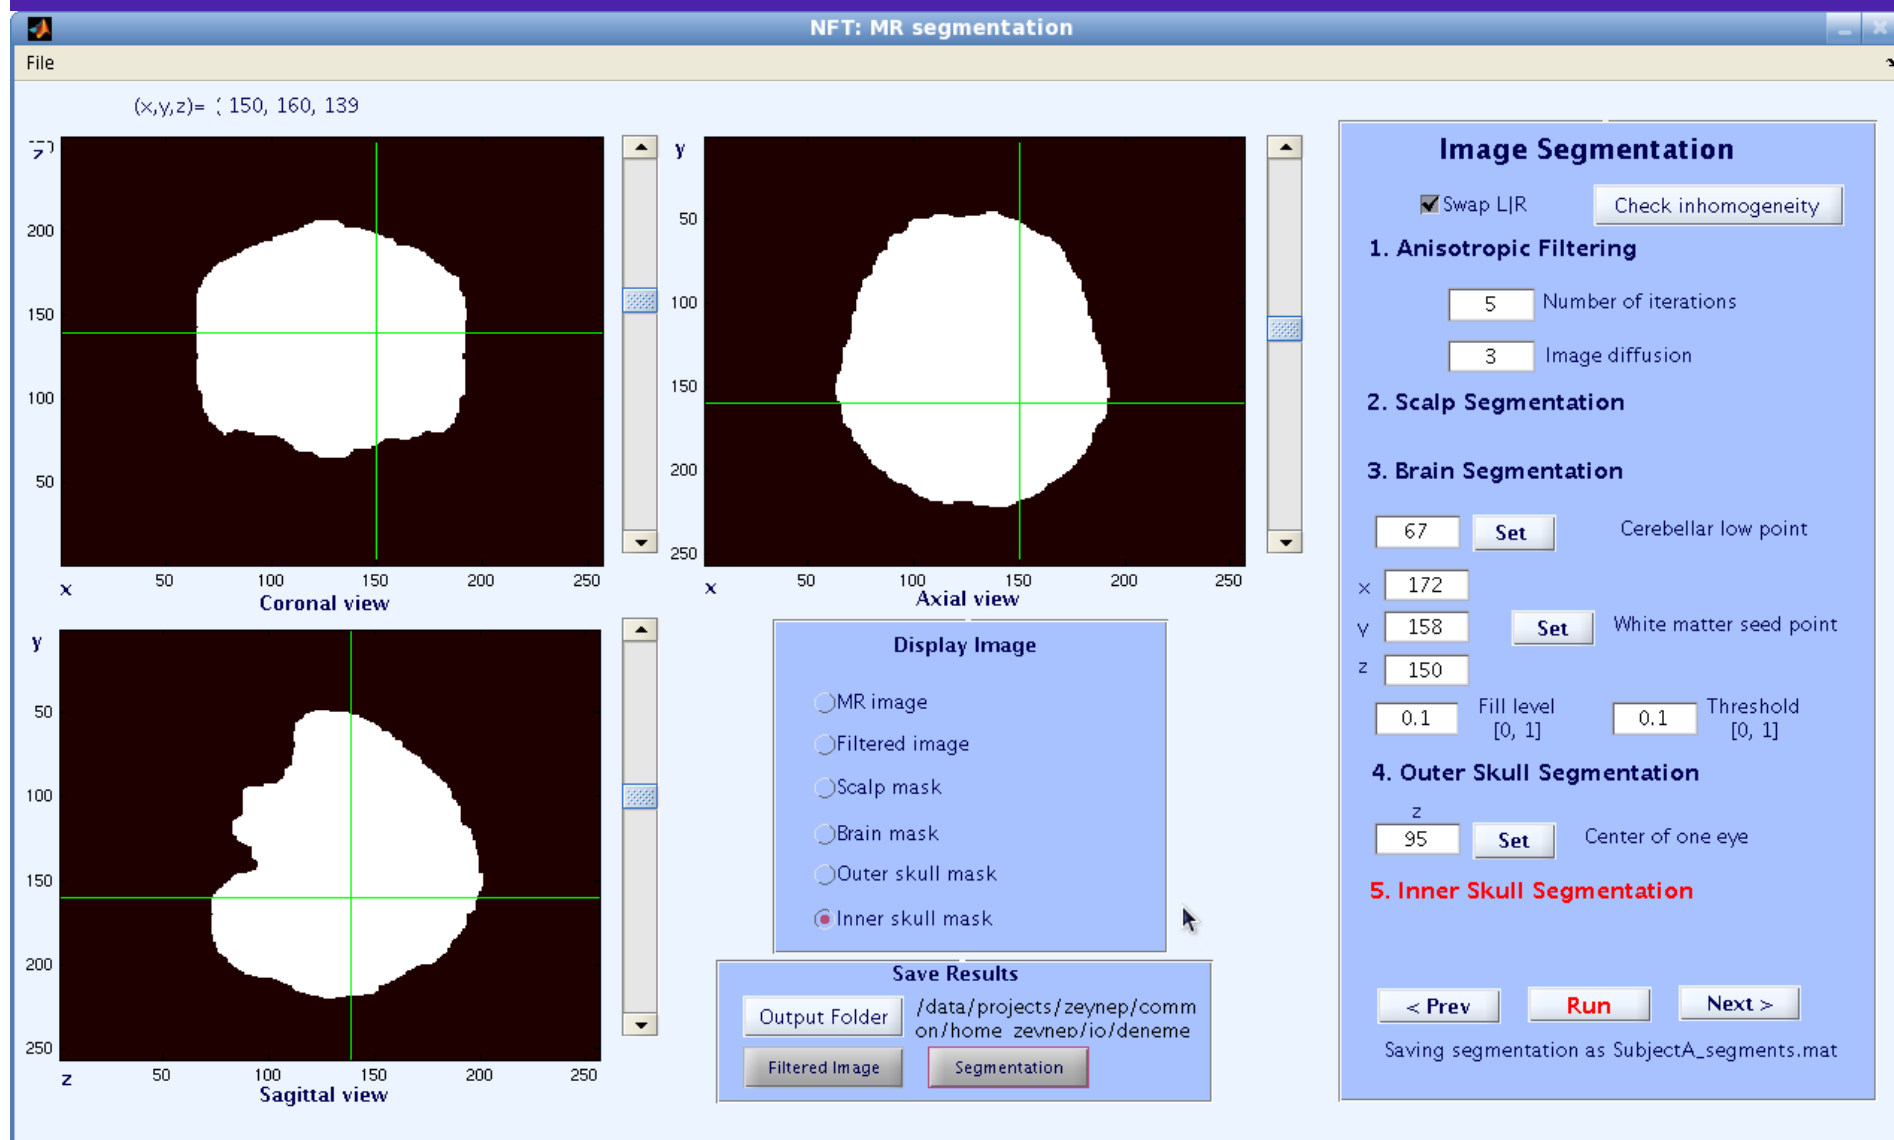 NFT: MR segmentation
File
(x,y,z)= ( 150, 160, 139
z
200
150
100
50
x
50 100 150 200 250
Coronal view
y
50
100
150
200
250
x
50 100 150 200 250
Axial view
y
50
100
150
200
250
z
50 100 150 200 250
Sagittal view
Display Image
MR image
Filtered image
Scalp mask
Brain mask
Outer skull mask
Inner skull mask
Save Results
Output Folder
/data/projects/zeynep/comm
on/home_zeynep/io/deneme
Filtered Image Segmentation
Image Segmentation
Swap L|R Check inhomogeneity
1. Anisotropic Filtering
5 Number of iterations
3 Image diffusion
2. Scalp Segmentation
3. Brain Segmentation
67 Set Cerebellar low point
x 172
y 158 Set White matter seed point
z 150
0.1 Fill level [0, 1] 0.1 Threshold [0, 1]
4. Outer Skull Segmentation
z
95 Set Center of one eye
5. Inner Skull Segmentation
< Prev Run Next >
Saving segmentation as SubjectA_segments.mat